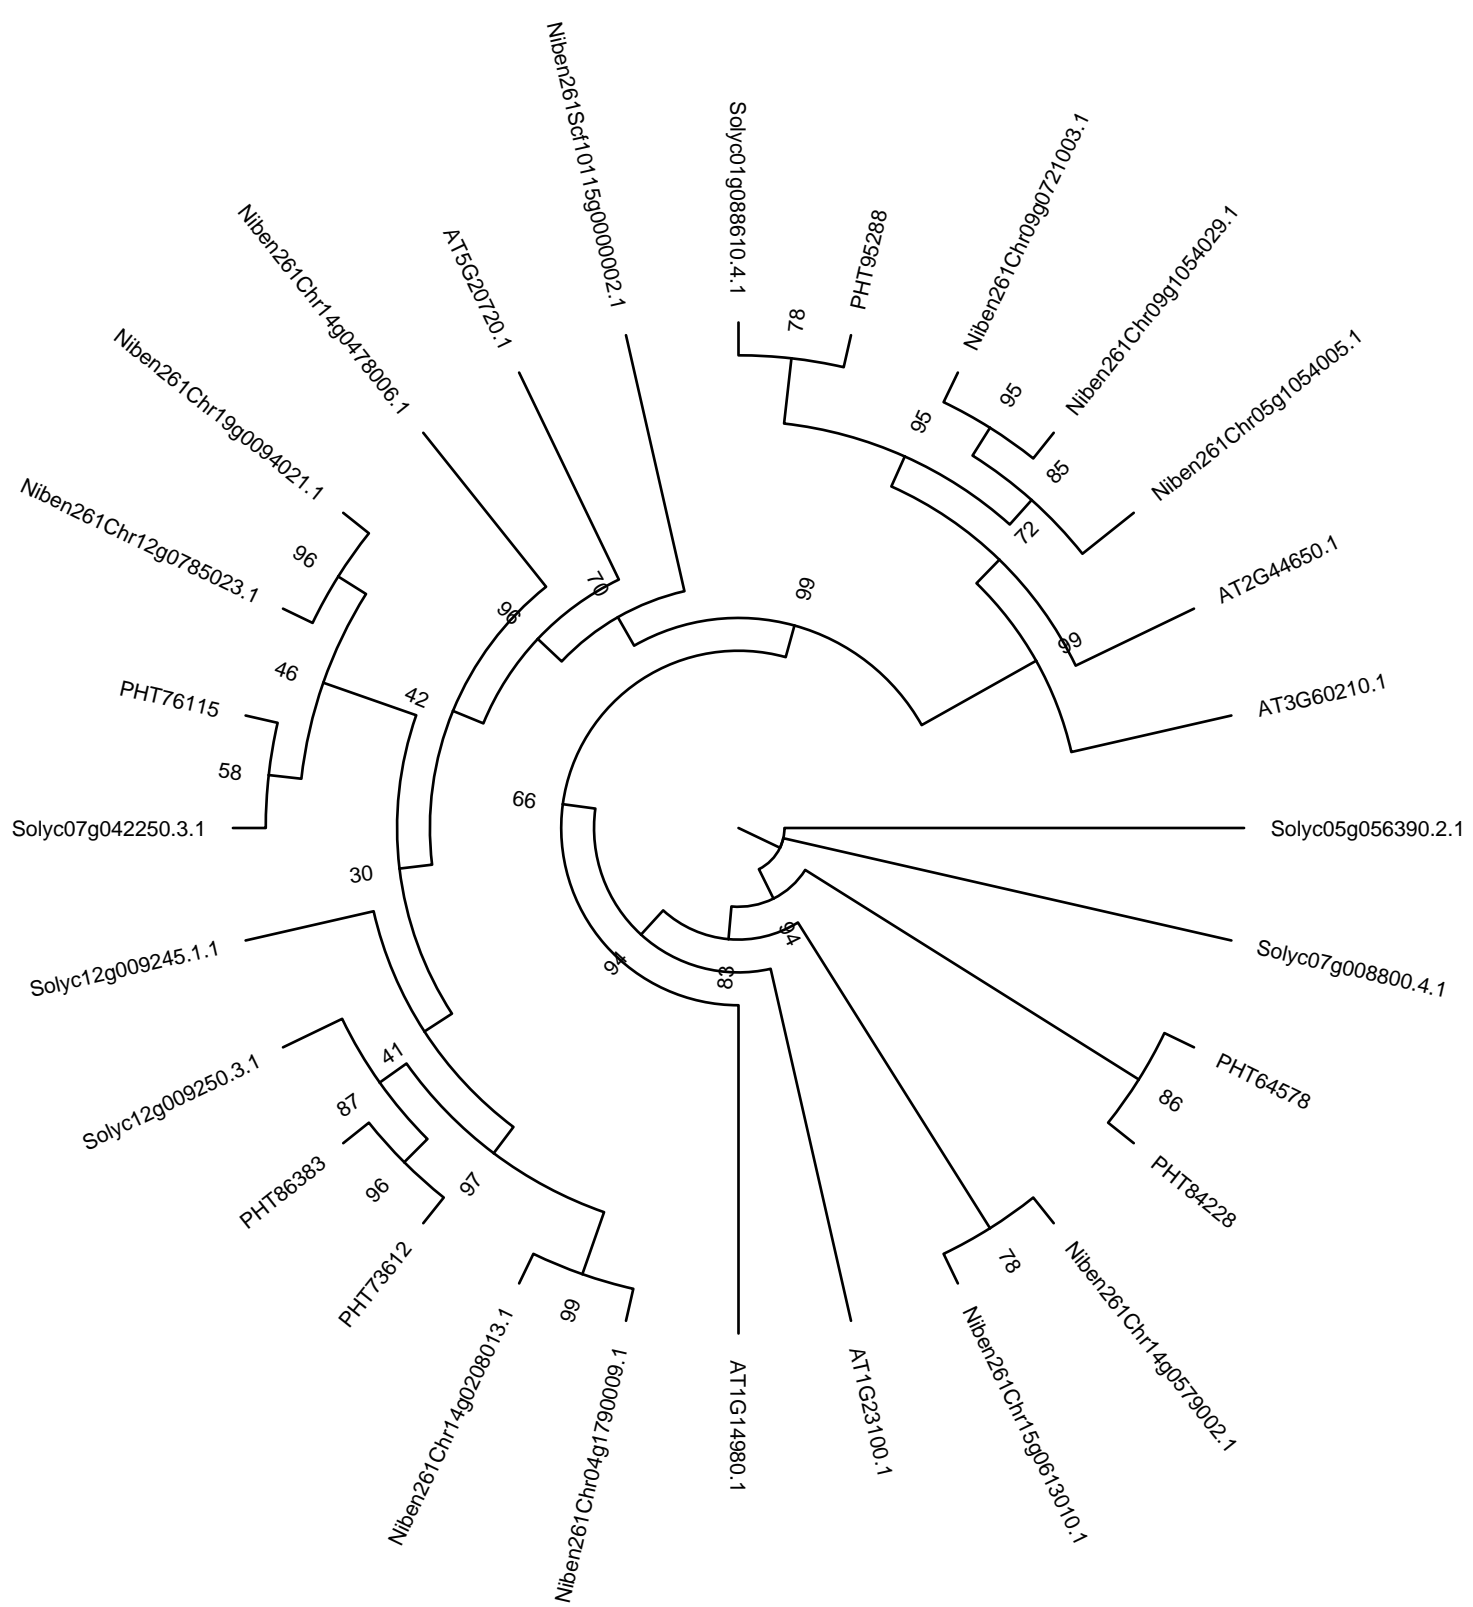 Niben261Scf10115g0000002.1
Solyc01g088610.4.1
PHT95288
Niben261Chr09g0721003.1
Niben261Chr09g1054029.1
Niben261Chr05g1054005.1
AT2G44650.1
AT3G60210.1
Solyc05g056390.2.1
Solyc07g008800.4.1
PHT64578
PHT84228
Niben261Chr14g0579002.1
Niben261Chr15g0613010.1
AT1G23100.1
AT1G14980.1
Niben261Chr04g1790009.1
Niben261Chr14g0208013.1
PHT73612
PHT86383
Solyc12g009250.3.1
Solyc12g009245.1.1
Solyc07g042250.3.1
PHT76115
Niben261Chr12g0785023.1
Niben261Chr19g0094021.1
Niben261Chr14g0478006.1
AT5G20720.1
78
95
95
85
72
99
99
70
96
96
46
42
58
66
30
94
83
94
41
87
96
97
99
78
86